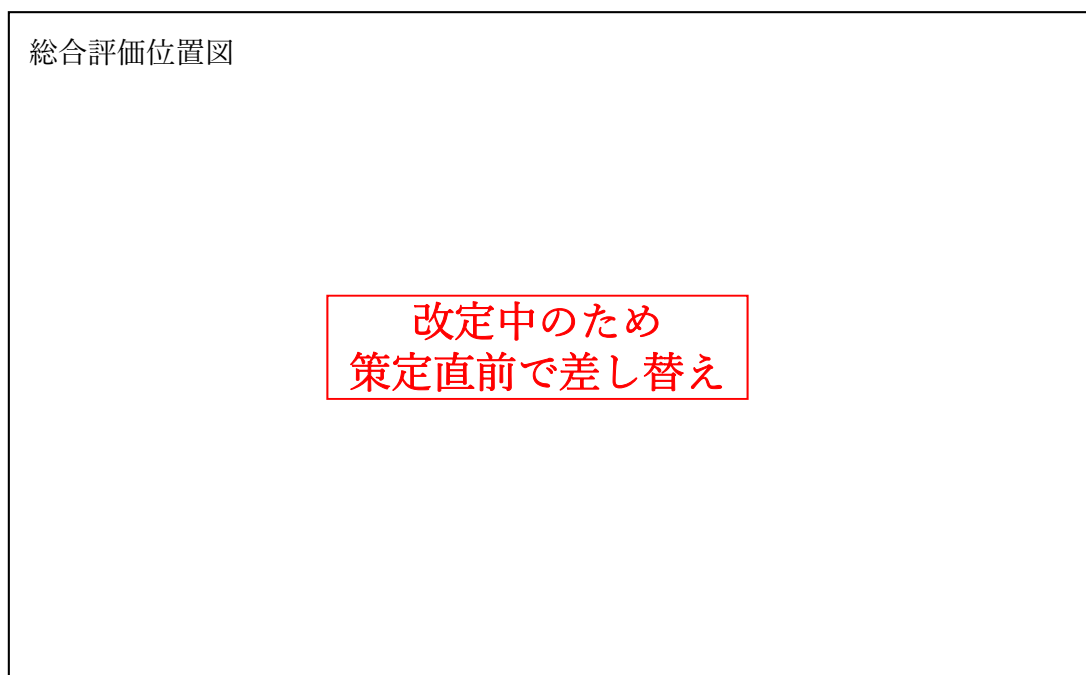 総合評価位置図
改定中のため
策定直前で差し替え